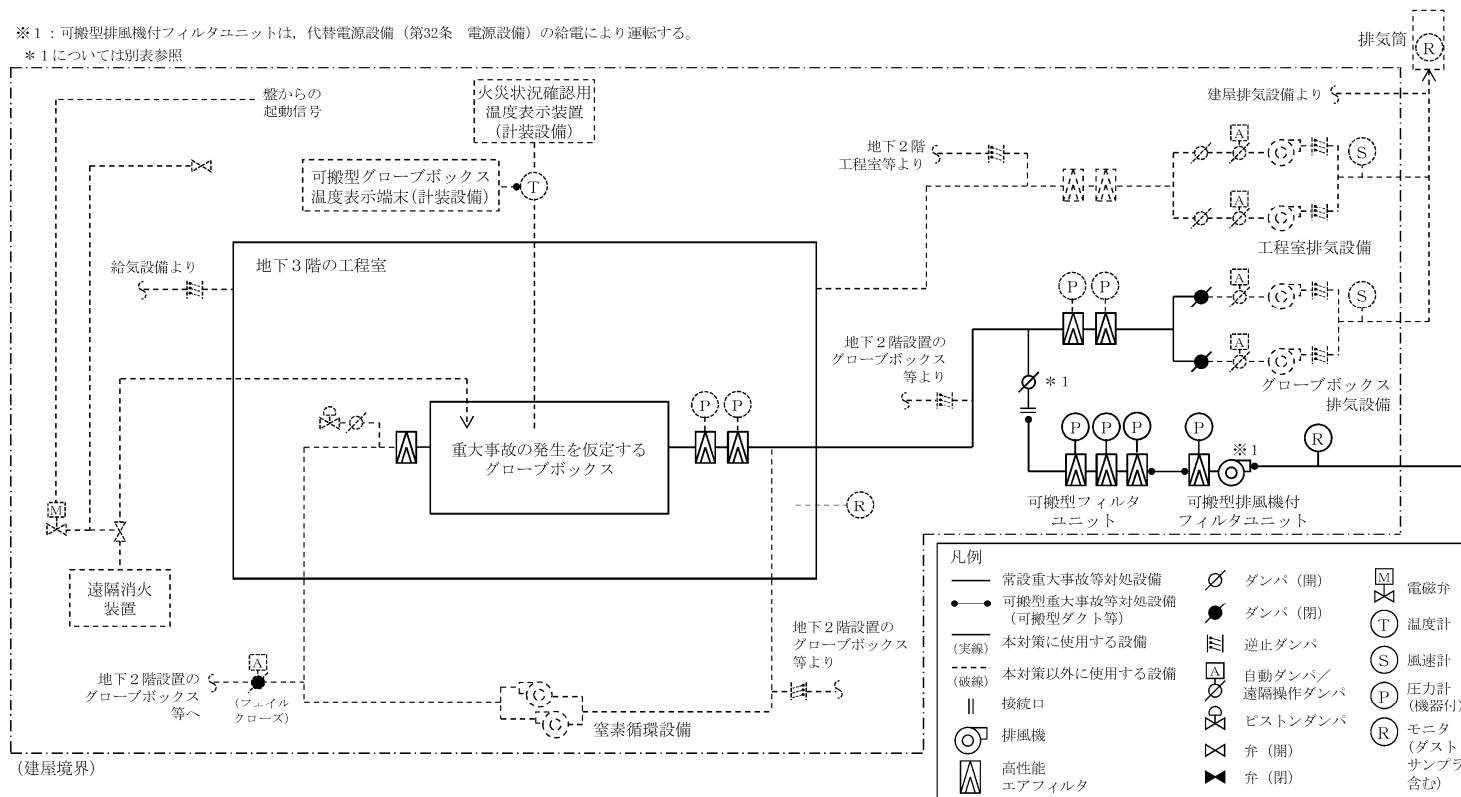 ※１：可搬型排風機付フィルタユニットは，代替電源設備（第32条　電源設備）の給電により運転する。
＊１については別表参照
排気筒
R
盤からの
起動信号
火災状況確認用
温度表示装置
(計装設備)
可搬型グローブボックス
温度表示端末(計装設備)
T
建屋排気設備より
地下２階
工程室等より
A
S
A
工程室排気設備
給気設備より
地下３階の工程室
P
P
A
S
A
グローブボックス
排気設備
地下２階設置の
グローブボックス
等より
＊１
重大事故の発生を仮定する
グローブボックス
P
P
P
P
P
P
※１
R
可搬型フィルタ
ユニット
可搬型排風機付
フィルタユニット
R
M
遠隔消火
装置
地下２階設置の
グローブボックス
等へ
A
(フェイル
クローズ)
窒素循環設備
地下２階設置の
グローブボックス
等より
(建屋境界)
凡例
常設重大事故等対処設備
可搬型重大事故等対処設備
（可搬型ダクト等）
(実線)
本対策に使用する設備
(破線)
本対策以外に使用する設備
接続口
排風機
高性能
エアフィルタ
ダンパ（開）
ダンパ（閉）
逆止ダンパ
A
自動ダンパ／
遠隔操作ダンパ
ピストンダンパ
弁（開）
弁（閉）
M
電磁弁
T
温度計
S
風速計
P
圧力計
(機器付)
R
モニタ
（ダスト
サンプラ
含む）